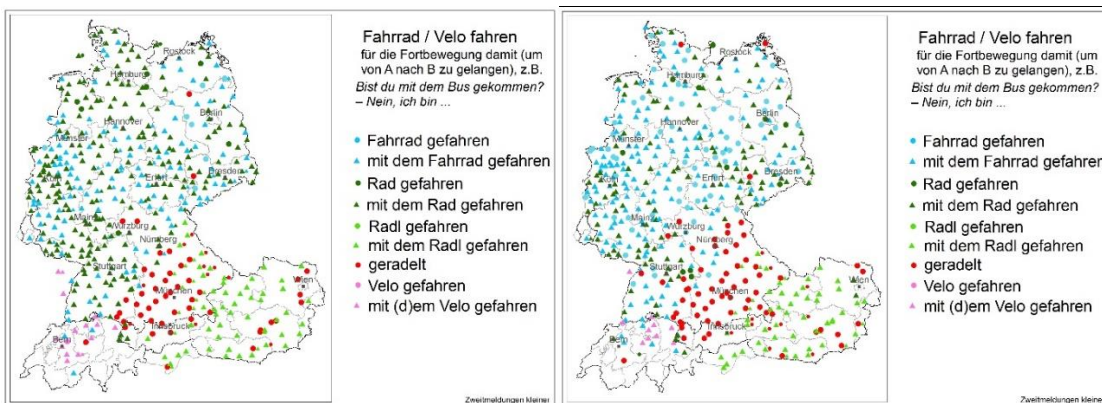 Fahrrad / Velo fahren
für die Fortbewegung damit (um
von A nach B zu gelangen), z.B.
Bist du mit dem Bus gekommen?
– Nein, ich bin ...
Fahrrad gefahren
mit dem Fahrrad gefahren
Rad gefahren
mit dem Rad gefahren
Radl gefahren
mit dem Radl gefahren
geradelt
Velo gefahren
mit (d)em Velo gefahren
Rostock
Hamburg
Berlin
Hannover
Münster
Köln
Erfurt
Dresden
Mainz
Würzburg
Nürnberg
Stuttgart
München
Wien
Innsbruck
Bern
Zweitmeldungen kleiner
Fahrrad / Velo fahren
für die Fortbewegung damit (um
von A nach B zu gelangen), z.B.
Bist du mit dem Bus gekommen?
– Nein, ich bin ...
Fahrrad gefahren
mit dem Fahrrad gefahren
Rad gefahren
mit dem Rad gefahren
Radl gefahren
mit dem Radl gefahren
geradelt
Velo gefahren
mit (d)em Velo gefahren
Rostock
Hamburg
Berlin
Hannover
Münster
Köln
Erfurt
Dresden
Mainz
Würzburg
Nürnberg
Stuttgart
München
Wien
Innsbruck
Bern
Zweitmeldungen kleiner